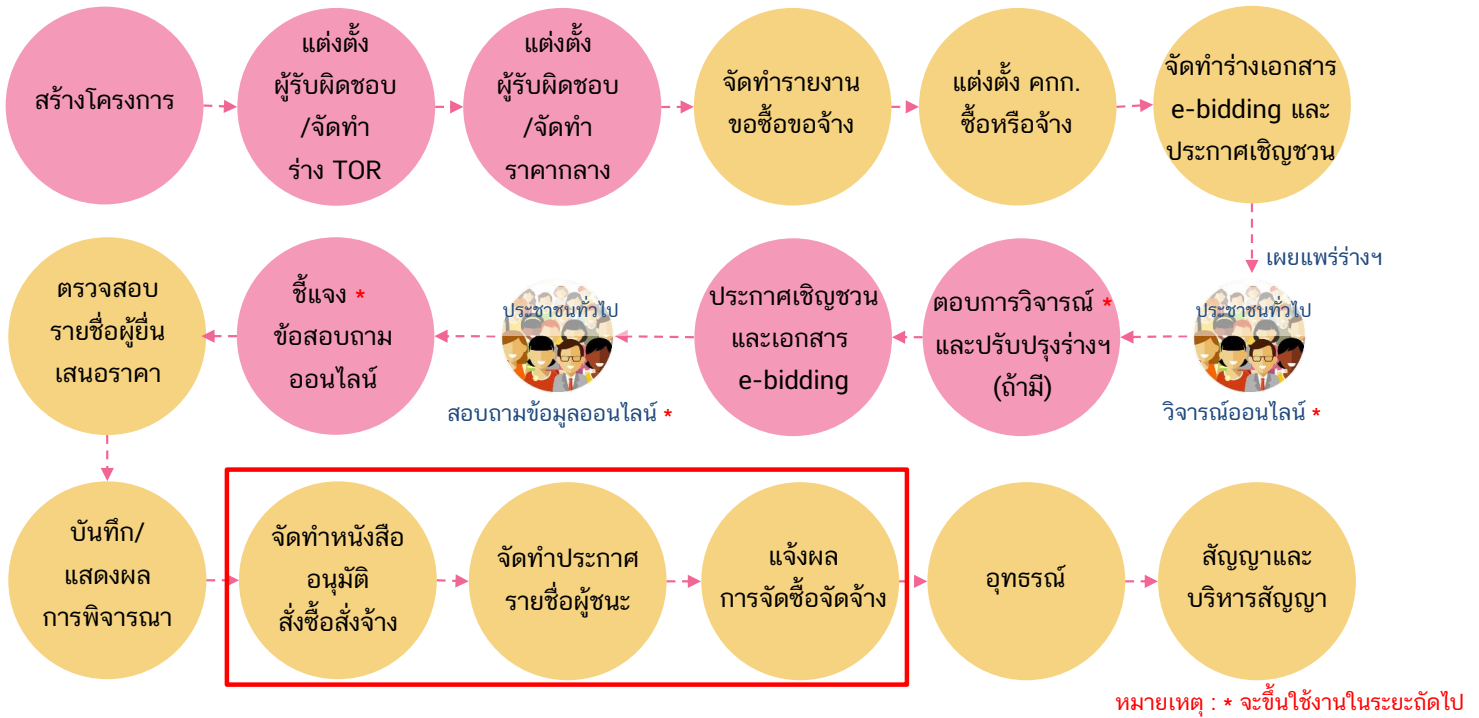 สร้างโครงการ
แต่งตั้ง
ผู้รับผิดชอบ
/จัดทำ
ร่าง TOR
แต่งตั้ง
ผู้รับผิดชอบ
/จัดทำ
ราคากลาง
จัดทำรายงาน
ขอซื้อขอจ้าง
แต่งตั้ง คกก.
ซื้อหรือจ้าง
จัดทำร่างเอกสาร
e-bidding และ
ประกาศเชิญชวน
เผยแพร่ร่างฯ
ประชาชนทั่วไป
วิจารณ์ออนไลน์ *
ตอบการวิจารณ์ *
และปรับปรุงร่างฯ
(ถ้ามี)
ประกาศเชิญชวน
และเอกสาร
e-bidding
ประชาชนทั่วไป
สอบถามข้อมูลออนไลน์ *
ชี้แจง *
ข้อสอบถาม
ออนไลน์
ตรวจสอบ
รายชื่อผู้ยื่น
เสนอราคา
บันทึก/
แสดงผล
การพิจารณา
จัดทำหนังสือ
อนุมัติ
สั่งซื้อสั่งจ้าง
จัดทำประกาศ
รายชื่อผู้ชนะ
แจ้งผล
การจัดซื้อจัดจ้าง
อุทธรณ์
สัญญาและ
บริหารสัญญา
หมายเหตุ : * จะขึ้นใช้งานในระยะถัดไป